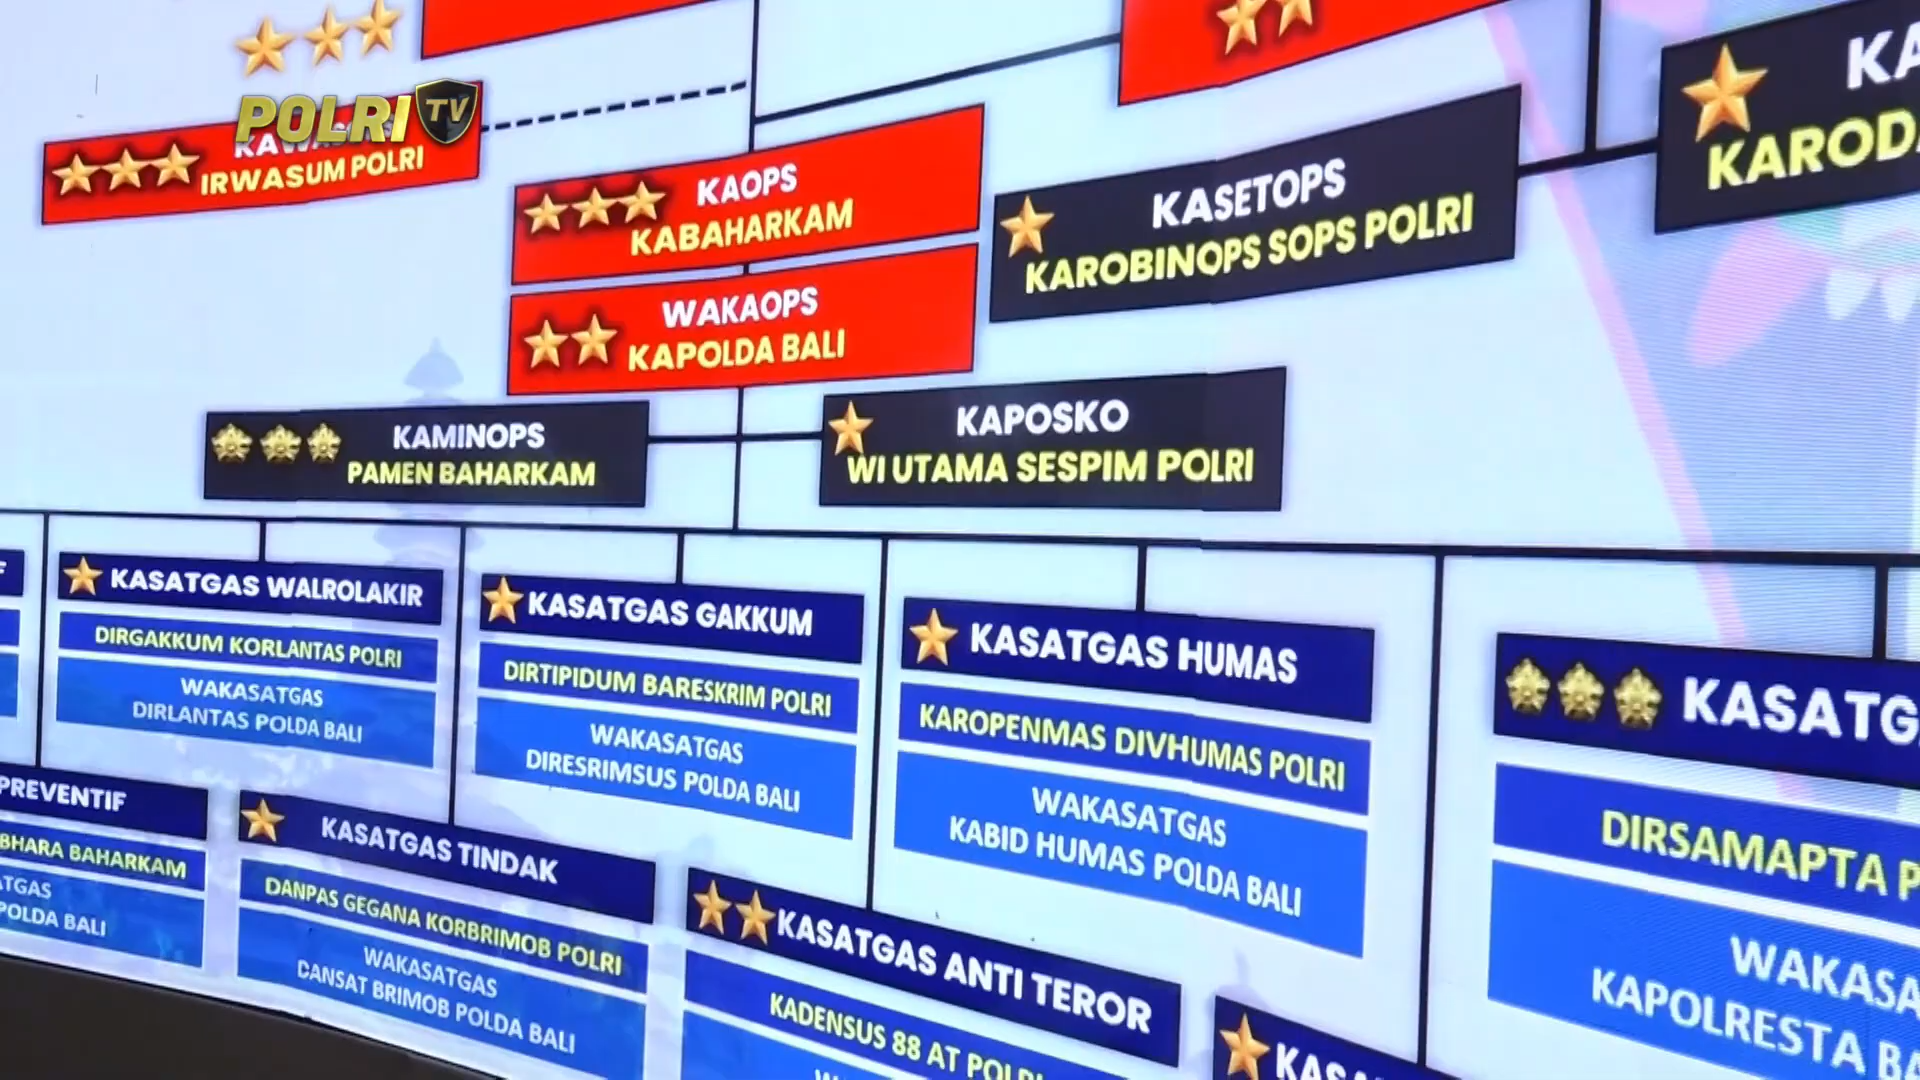 POLRI TV
IRWASUM POLRI
KAOPS
KABAHARKAM
WAKAOPS
KAPOLDA BALI
KASETOPS
KAROBINOPS SOPS POLRI
KAMINOPS
PAMEN BAHARKAM
KAPOSKO
WI UTAMA SESPIM POLRI
KASATGAS WALROLAKIR
DIRGAKKUM KORLANTAS POLRI
WAKASATGAS
DIRLANTAS POLDA BALI
KASATGAS GAKKUM
DIRTIPIDUM BARESKRIM POLRI
WAKASATGAS
DIRESRIMSUS POLDA BALI
KASATGAS HUMAS
KAROPENMAS DIVHUMAS POLRI
WAKASATGAS
KABID HUMAS POLDA BALI
DIRSAMAPTA
KAPOLRESTA
PREVENTIF
BHARA BAHARKAM
POLDA BALI
KASATGAS TINDAK
DANPAS GEGANA KORBRIMOB POLRI
WAKASATGAS
DANSAT BRIMOB POLDA BALI
KASATGAS ANTI TEROR
KADENSUS 88 AT POLRI